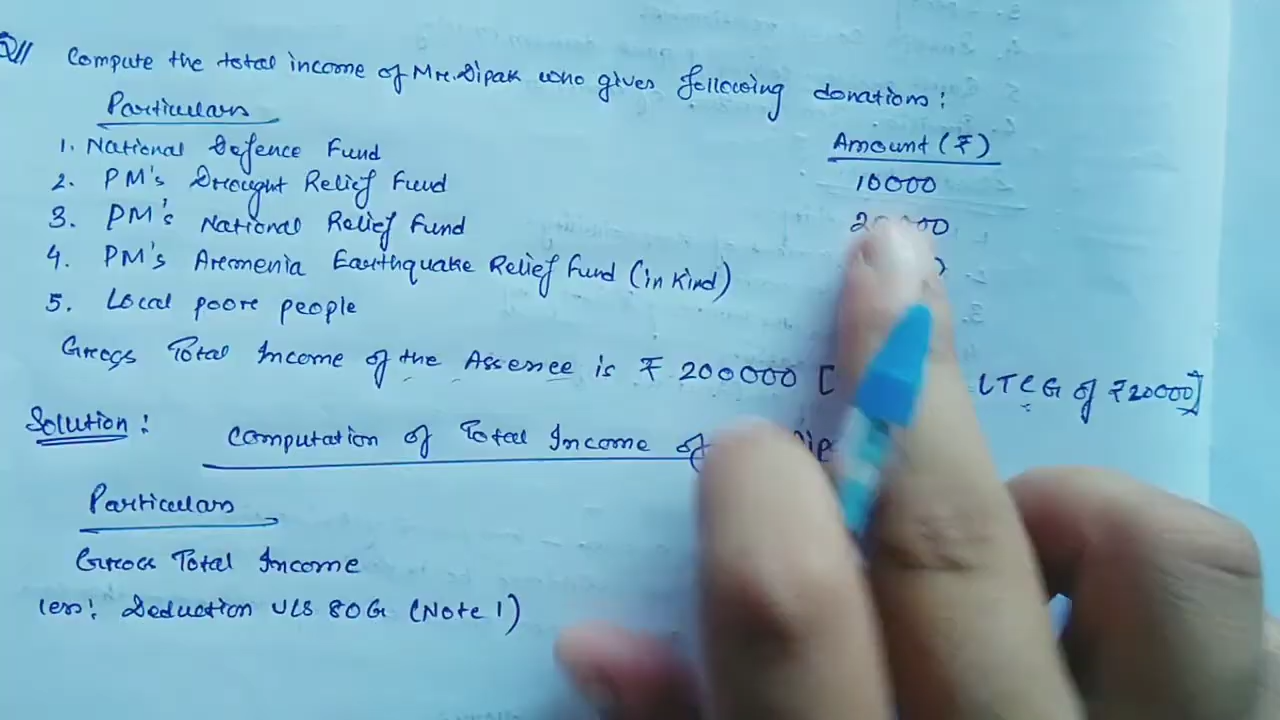 Q// Compute the total income of Mr. Dipak who gives following donations:
Particulars Amount (₹)
1. National Defence Fund 10000
2. PM's Drought Relief Fund
3. PM's National Relief Fund
4. PM's Armenia Earthquake Relief Fund (in kind)
5. Local poore people
Gross Total Income of the Assessee is ₹ 200000 [ LTCG of ₹20000]
Solution:
Computation of Total Income of
Particulars
Gross Total Income
less: Deduction U/S 80G (Note 1)